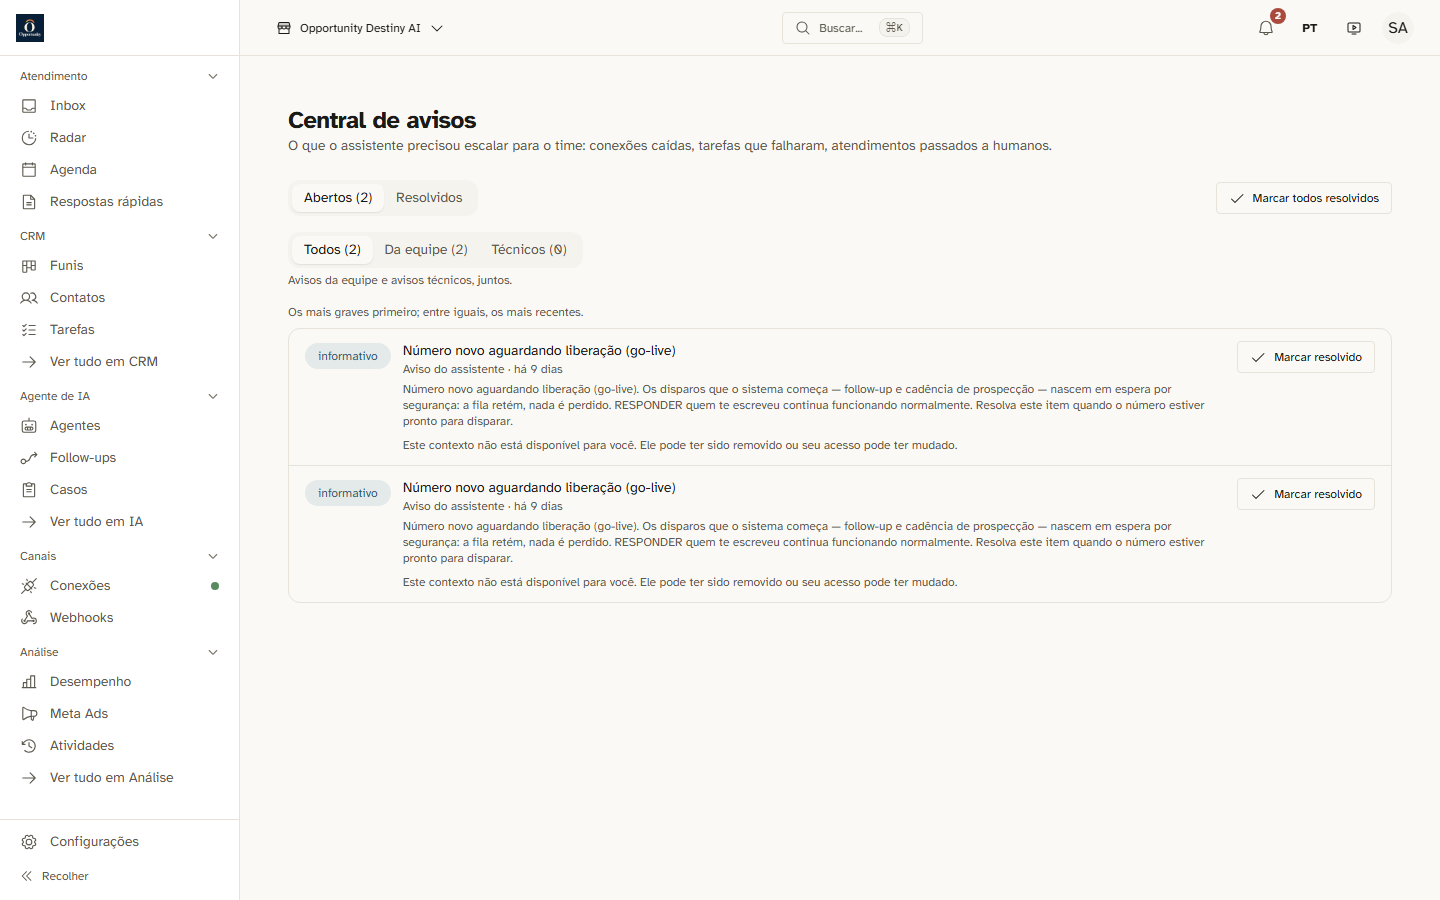 Opportunity
Opportunity Destiny AI
Buscar...
⌘K
2
PT
SA
Atendimento
Inbox
Radar
Agenda
Respostas rápidas
CRM
Funis
Contatos
Tarefas
Ver tudo em CRM
Agente de IA
Agentes
Follow-ups
Casos
Ver tudo em IA
Canais
Conexões
Webhooks
Análise
Desempenho
Meta Ads
Atividades
Ver tudo em Análise
Configurações
Recolher
Central de avisos
O que o assistente precisou escalar para o time: conexões caídas, tarefas que falharam, atendimentos passados a humanos.
Abertos (2)
Resolvidos
Marcar todos resolvidos
Todos (2)
Da equipe (2)
Técnicos (0)
Avisos da equipe e avisos técnicos, juntos.
Os mais graves primeiro; entre iguais, os mais recentes.
informativo
Número novo aguardando liberação (go-live)
Aviso do assistente · há 9 dias
Número novo aguardando liberação (go-live). Os disparos que o sistema começa — follow-up e cadência de prospecção — nascem em espera por
segurança: a fila retém, nada é perdido. RESPONDER quem te escreveu continua funcionando normalmente. Resolva este item quando o número estiver
pronto para disparar.
Este contexto não está disponível para você. Ele pode ter sido removido ou seu acesso pode ter mudado.
Marcar resolvido
informativo
Número novo aguardando liberação (go-live)
Aviso do assistente · há 9 dias
Número novo aguardando liberação (go-live). Os disparos que o sistema começa — follow-up e cadência de prospecção — nascem em espera por
segurança: a fila retém, nada é perdido. RESPONDER quem te escreveu continua funcionando normalmente. Resolva este item quando o número estiver
pronto para disparar.
Este contexto não está disponível para você. Ele pode ter sido removido ou seu acesso pode ter mudado.
Marcar resolvido